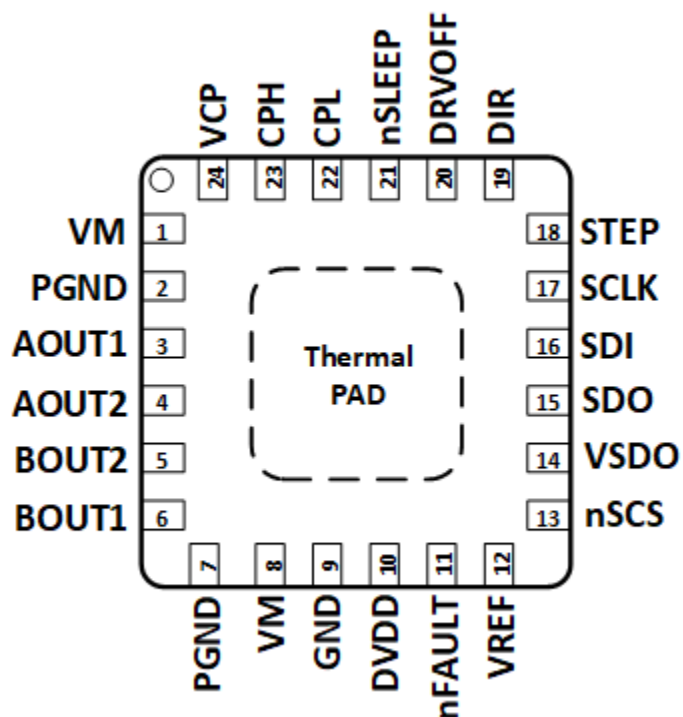 VCP
CPH
CPL
nSLEEP
DRVOFF
DIR
24
23
22
21
20
19
VM 1
PGND 2
AOUT1 3
AOUT2 4
BOUT2 5
BOUT1 6
Thermal
PAD
18 STEP
17 SCLK
16 SDI
15 SDO
14 VSDO
13 nSCS
7
8
9
10
11
12
PGND
VM
GND
DVDD
nFAULT
VREF